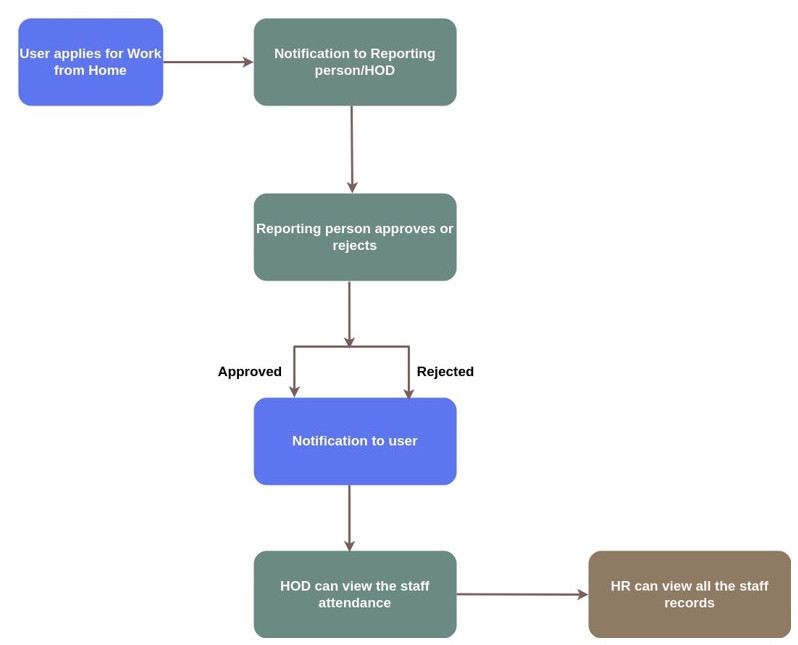 User applies for Work
from Home
Notification to Reporting
person/HOD
Reporting person approves or
rejects
Approved
Rejected
Notification to user
HOD can view the staff
attendance
HR can view all the staff
records